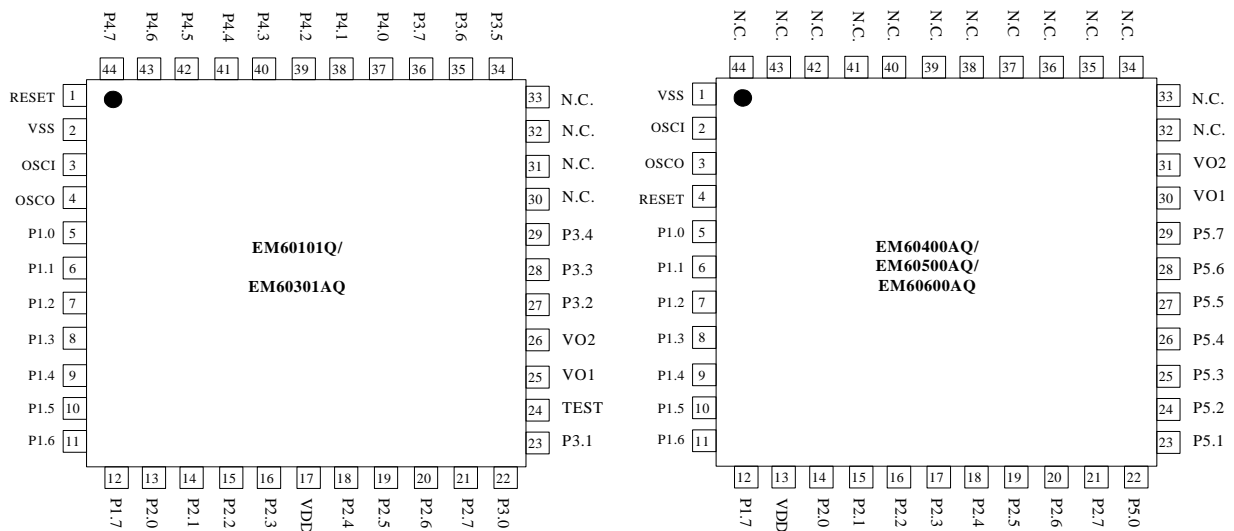 P4.7 P4.6 P4.5 P4.4 P4.3 P4.2 P4.1 P4.0 P3.7 P3.6 P3.5
44 43 42 41 40 39 38 37 36 35 34
RESET 1
VSS 2
OSCI 3
OSCO 4
P1.0 5
P1.1 6
P1.2 7
P1.3 8
P1.4 9
P1.5 10
P1.6 11
EM60101Q/
EM60301AQ
33 N.C.
32 N.C.
31 N.C.
30 N.C.
29 P3.4
28 P3.3
27 P3.2
26 VO2
25 VO1
24 TEST
23 P3.1
12 13 14 15 16 17 18 19 20 21 22
P1.7 P2.0 P2.1 P2.2 P2.3 VDD P2.4 P2.5 P2.6 P2.7 P3.0
N.C. N.C. N.C. N.C. N.C. N.C. N.C. N.C. N.C. N.C. N.C.
44 43 42 41 40 39 38 37 36 35 34
VSS 1
OSCI 2
OSCO 3
RESET 4
P1.0 5
P1.1 6
P1.2 7
P1.3 8
P1.4 9
P1.5 10
P1.6 11
EM60400AQ/
EM60500AQ/
EM60600AQ
33 N.C.
32 N.C.
31 VO2
30 VO1
29 P5.7
28 P5.6
27 P5.5
26 P5.4
25 P5.3
24 P5.2
23 P5.1
12 13 14 15 16 17 18 19 20 21 22
P1.7 VDD P2.0 P2.1 P2.2 P2.3 P2.4 P2.5 P2.6 P2.7 P5.0